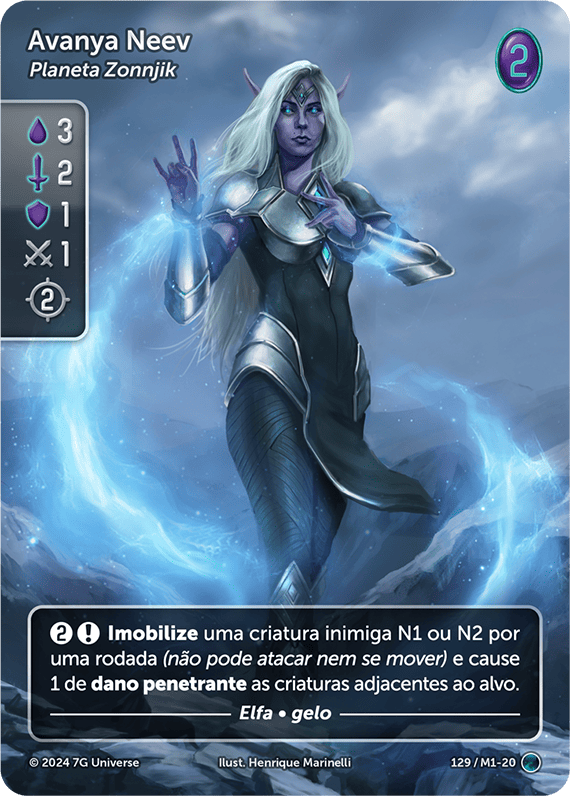 Avanya Neev
Planeta Zonnjik
2
3
2
1
1
2
2 ! Imobilize uma criatura inimiga N1 ou N2 por
uma rodada (não pode atacar nem se mover) e cause
1 de dano penetrante as criaturas adjacentes ao alvo.
Elfa • gelo
© 2024 7G Universe
Ilust. Henrique Marinelli
129 / M1-20